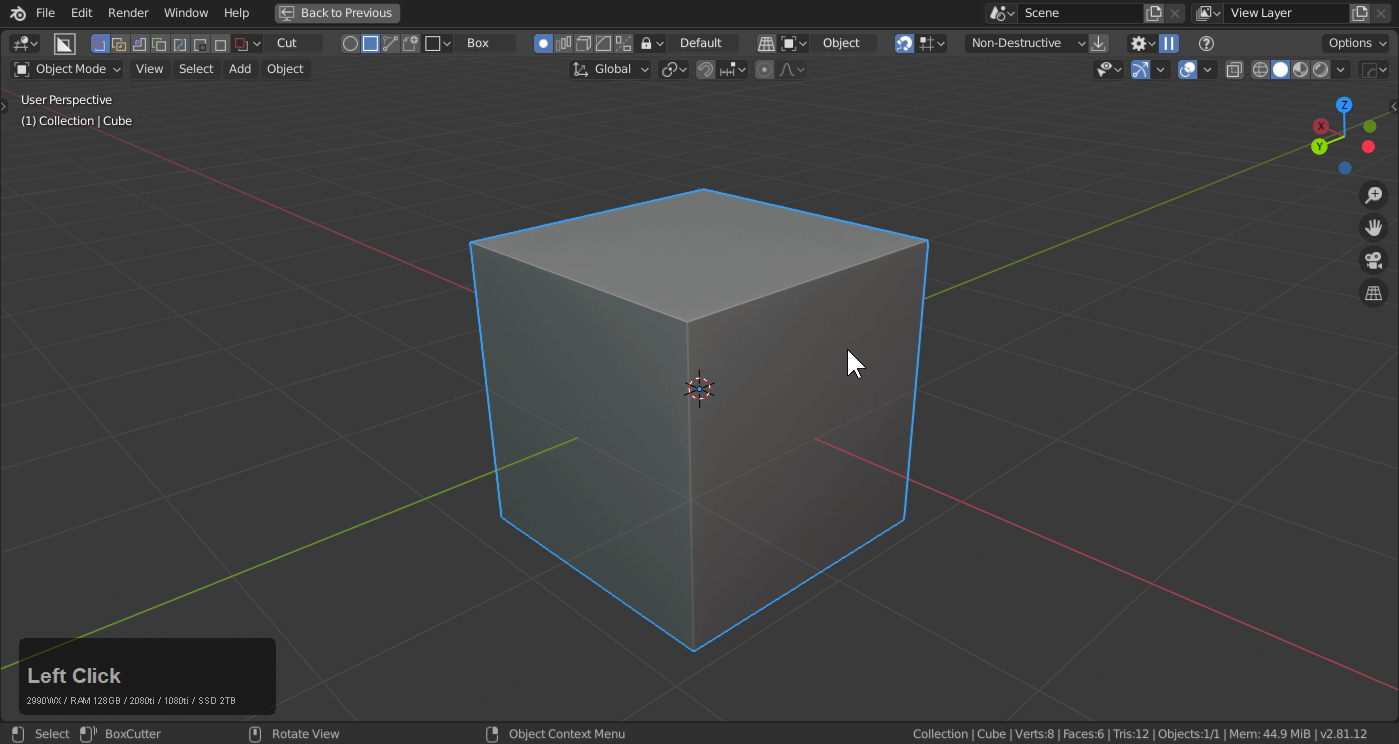 File Edit Render Window Help Back to Previous Scene View Layer
Cut Box Default Object Non-Destructive Options
Object Mode View Select Add Object Global
User Perspective
(1) Collection | Cube
Z
X
Y
Left Click
2990WX / RAM 128GB / 2080ti / 1080ti / SSD 2TB
Select BoxCutter Rotate View Object Context Menu Collection | Cube | Verts:8 | Faces:6 | Tris:12 | Objects:1/1 | Mem: 44.9 MiB | v2.81.12